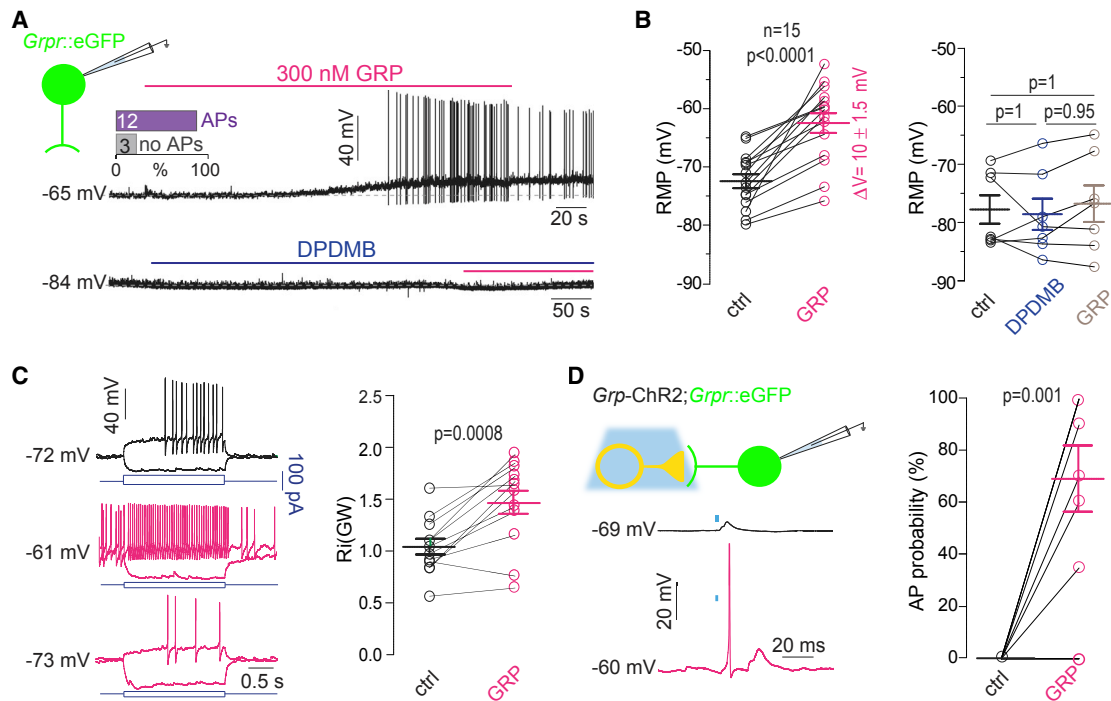 A
Grpr::eGFP
300 nM GRP
12
APs
3
no APs
0
%
100
40 mV
-65 mV
20 s
DPDMB
-84 mV
50 s
B
n=15
p<0.0001
-50
-60
-70
-80
-90
RMP (mV)
ΔV= 10 ± 1.5 mV
ctrl
GRP
-50
-60
-70
-80
-90
RMP (mV)
p=1
p=1
p=0.95
ctrl
DPDMB
GRP
C
40 mV
-72 mV
100 pA
-61 mV
-73 mV
0.5 s
2.5
2.0
1.5
1.0
0.5
0.0
Ri(GW)
p=0.0008
ctrl
GRP
D
Grp-ChR2;Grpr::eGFP
-69 mV
20 mV
20 ms
-60 mV
100
80
60
40
20
0
AP probability (%)
p=0.001
ctrl
GRP